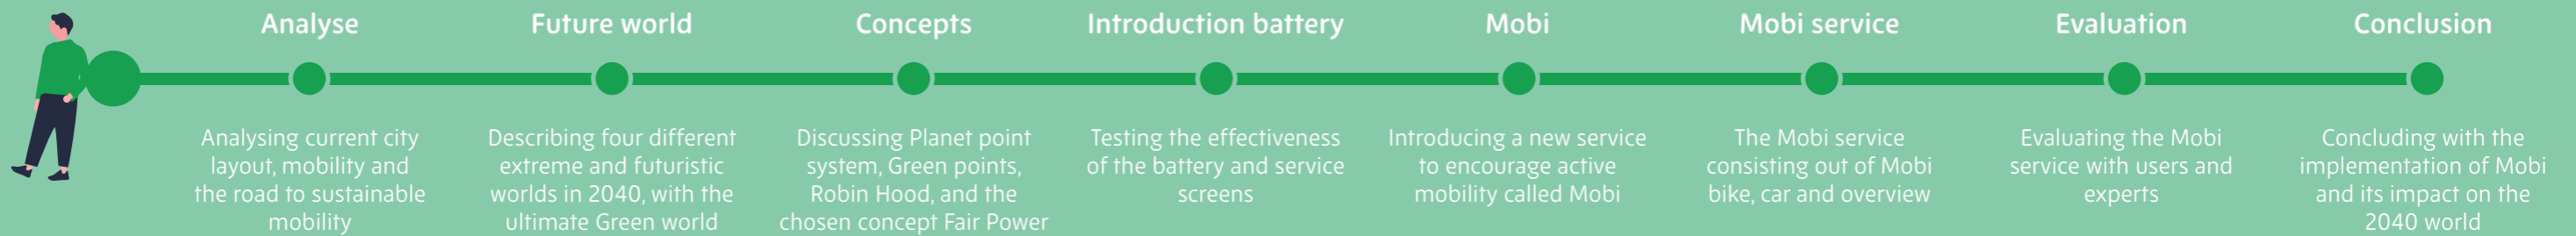 Analyse
Analysing current city
layout, mobility and
the road to sustainable
mobility
Future world
Describing four different
extreme and futuristic
worlds in 2040, with the
ultimate Green world
Concepts
Discussing Planet point
system, Green points,
Robin Hood, and the
chosen concept Fair Power
Introduction battery
Testing the effectiveness
of the battery and service
screens
Mobi
Introducing a new service
to encourage active
mobility called Mobi
Mobi service
The Mobi service
consisting out of Mobi
bike, car and overview
Evaluation
Evaluating the Mobi
service with users and
experts
Conclusion
Concluding with the
implementation of Mobi
and its impact on the
2040 world